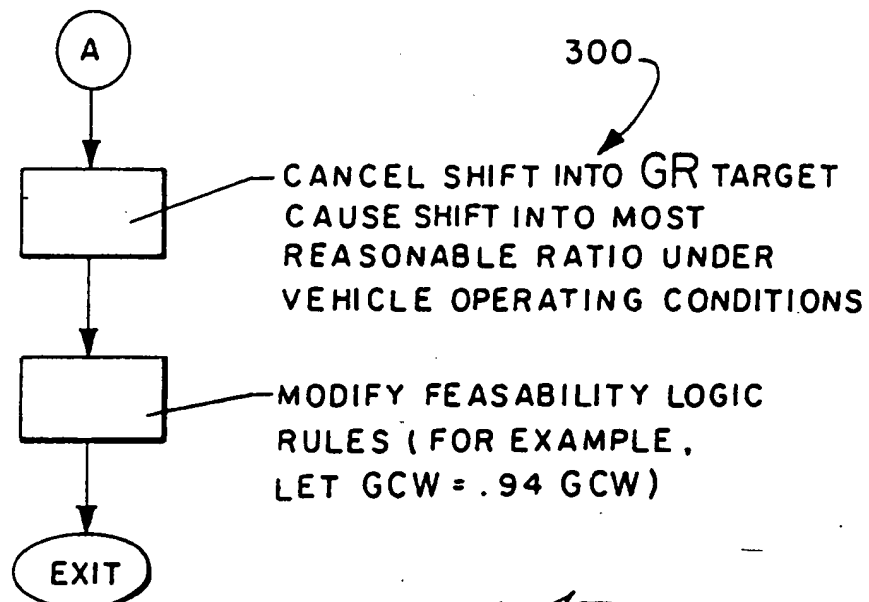 A
300
CANCEL SHIFT INTO GR TARGET
CAUSE SHIFT INTO MOST
REASONABLE RATIO UNDER
VEHICLE OPERATING CONDITIONS
MODIFY FEASABILITY LOGIC
RULES (FOR EXAMPLE,
LET GCW = .94 GCW)
EXIT